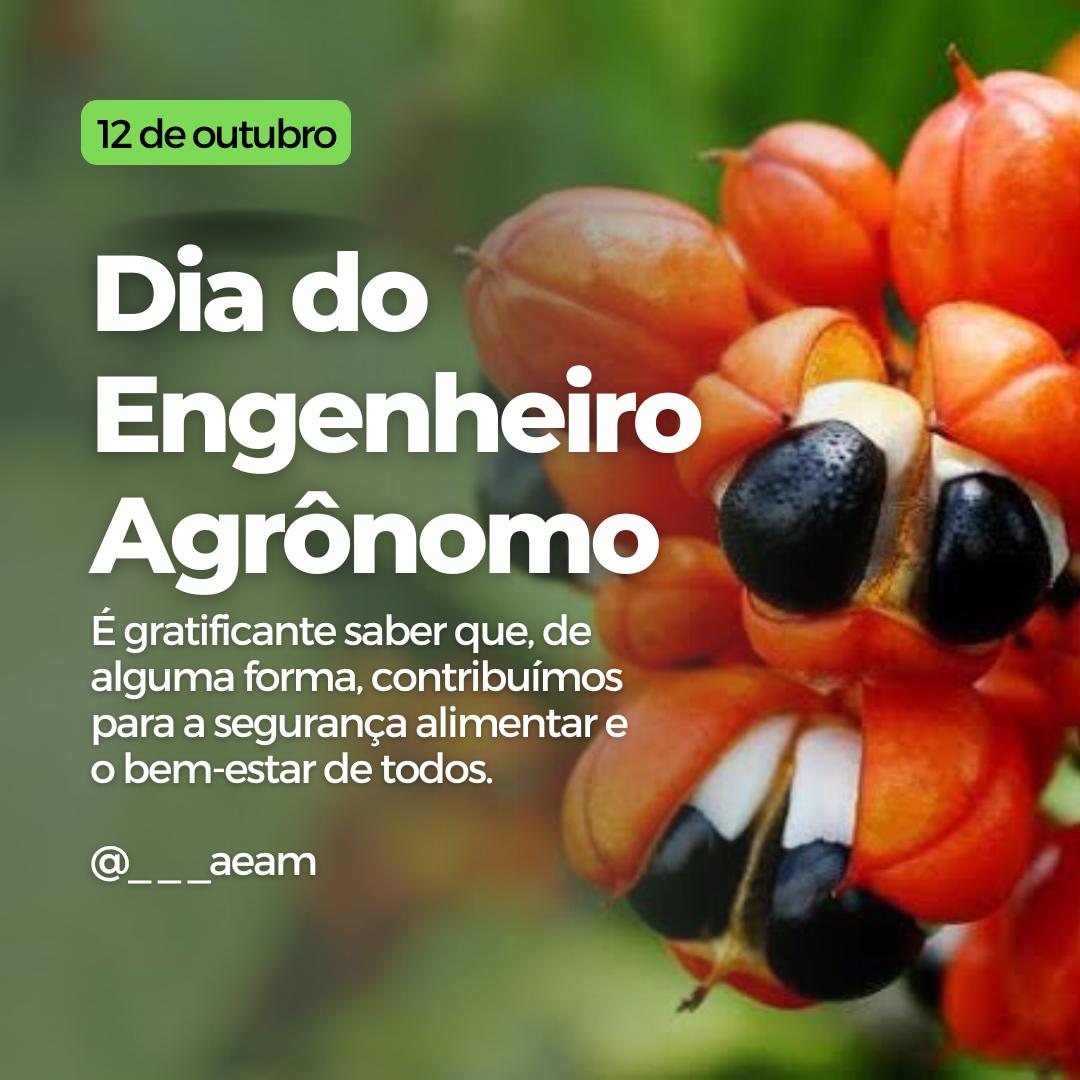 12 de outubro
Dia do
Engenheiro
Agrônomo
É gratificante saber que, de
alguma forma, contribuímos
para a segurança alimentar e
o bem-estar de todos.
@_ _ _aeam